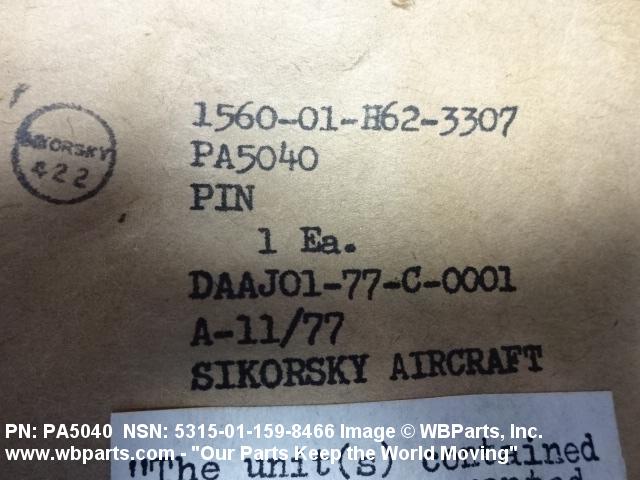 1560-01-H62-3307
PA5040
PIN
1 Ea.
DAAJ01-77-C-0001
A-11/77
SIKORSKY AIRCRAFT
SIKORSKY
422
"The unit(s) contained
PN: PA5040 NSN: 5315-01-159-8466 Image © WBParts, Inc.
www.wbparts.com - "Our Parts Keep the World Moving"